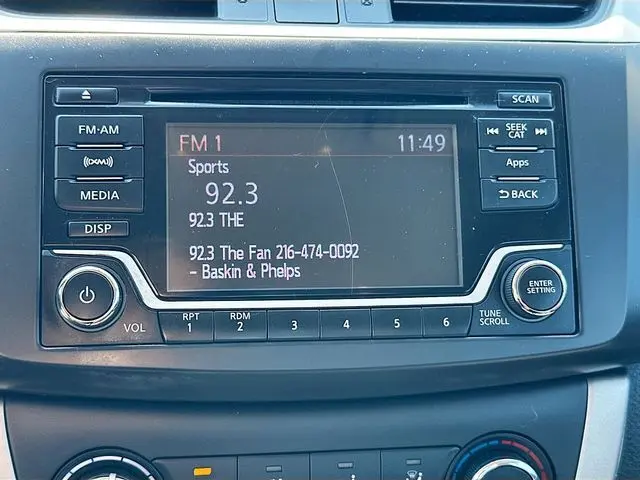 SCAN
FM·AM
SEEK
CAT
XM
Apps
MEDIA
BACK
DISP
FM 1 11:49
Sports
92.3
92.3 THE
92.3 The Fan 216-474-0092
- Baskin & Phelps
VOL
RPT
1
RDM
2
3
4
5
6
TUNE
SCROLL
ENTER
SETTING